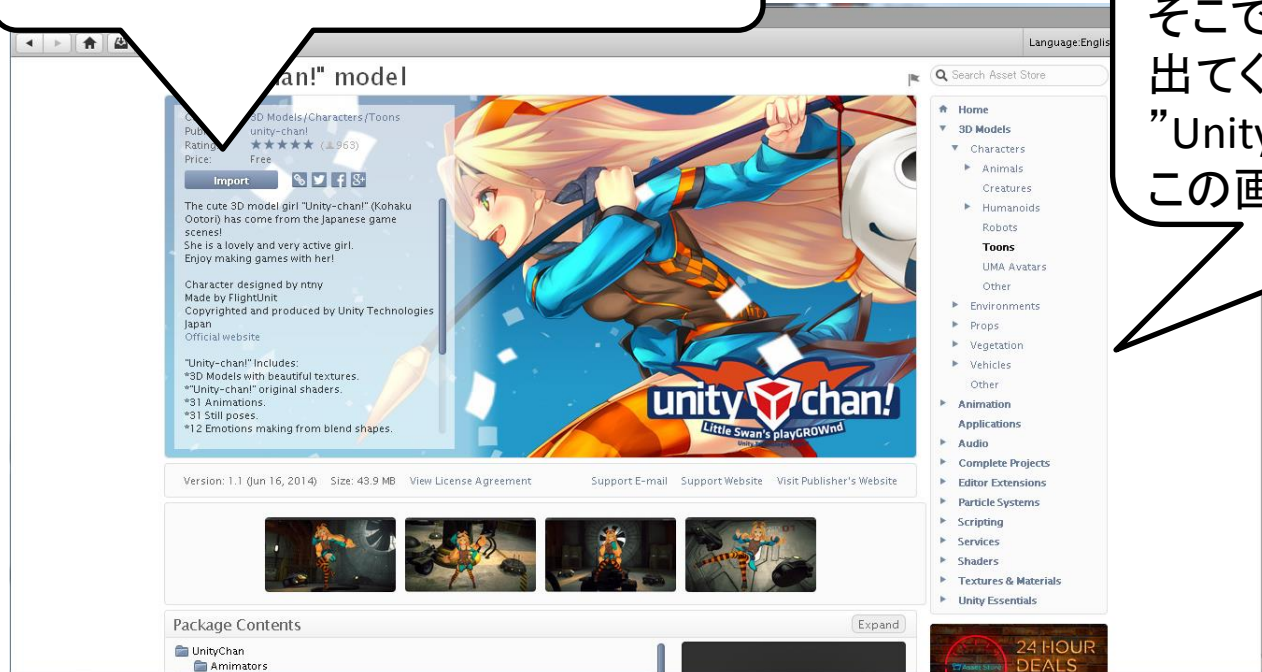 Language:Englis
そこで
出てく
”Unity
この画
an!" model
Search Asset Store
3D Models/Characters/Toons
Pub unity-chan!
Rating ★★★★★ (963)
Price: Free
Import
The cute 3D model girl "Unity-chan!" (Kohaku
Ootori) has come from the Japanese game
scenes!
She is a lovely and very active girl.
Enjoy making games with her!
Character designed by ntny
Made by FlightUnit
Copyrighted and produced by Unity Technologies
Japan
Official website
"Unity-chan!" Includes:
*3D Models with beautiful textures.
*"Unity-chan!" original shaders.
*31 Animations.
*31 Still poses.
*12 Emotions making from blend shapes.
unity chan!
Little Swan's playGROWnd
Version: 1.1 (Jun 16, 2014) Size: 43.9 MB View License Agreement Support E-mail Support Website Visit Publisher's Website
Package Contents
Expand
UnityChan
Amimators
Home
3D Models
Characters
Animals
Creatures
Humanoids
Robots
Toons
UMA Avatars
Other
Environments
Props
Vegetation
Vehicles
Other
Animation
Applications
Audio
Complete Projects
Editor Extensions
Particle Systems
Scripting
Services
Shaders
Textures & Materials
Unity Essentials
24 HOUR
DEALS